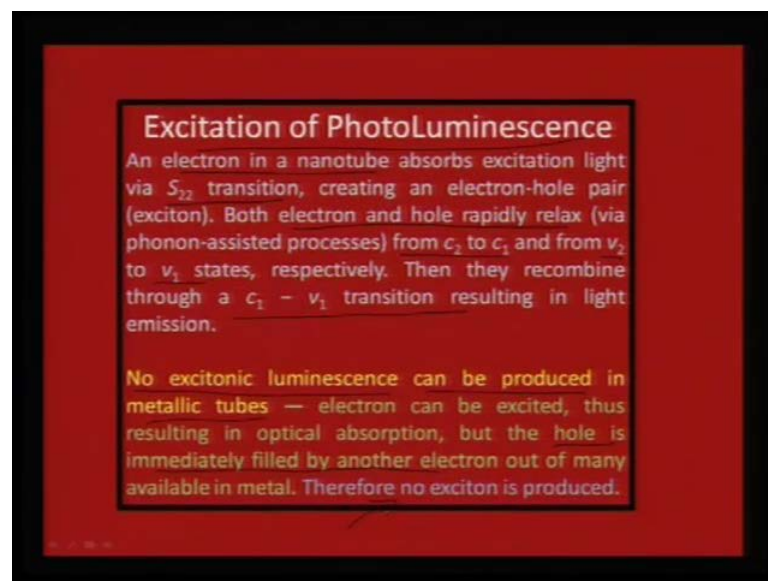 Excitation of PhotoLuminescence
An electron in a nanotube absorbs excitation light
via S₂₂ transition, creating an electron-hole pair
(exciton). Both electron and hole rapidly relax (via
phonon-assisted processes) from c₂ to c₁ and from v₂
to v₁ states, respectively. Then they recombine
through a c₁ – v₁ transition resulting in light
emission.
No excitonic luminescence can be produced in
metallic tubes — electron can be excited, thus
resulting in optical absorption, but the hole is
immediately filled by another electron out of many
available in metal. Therefore no exciton is produced.